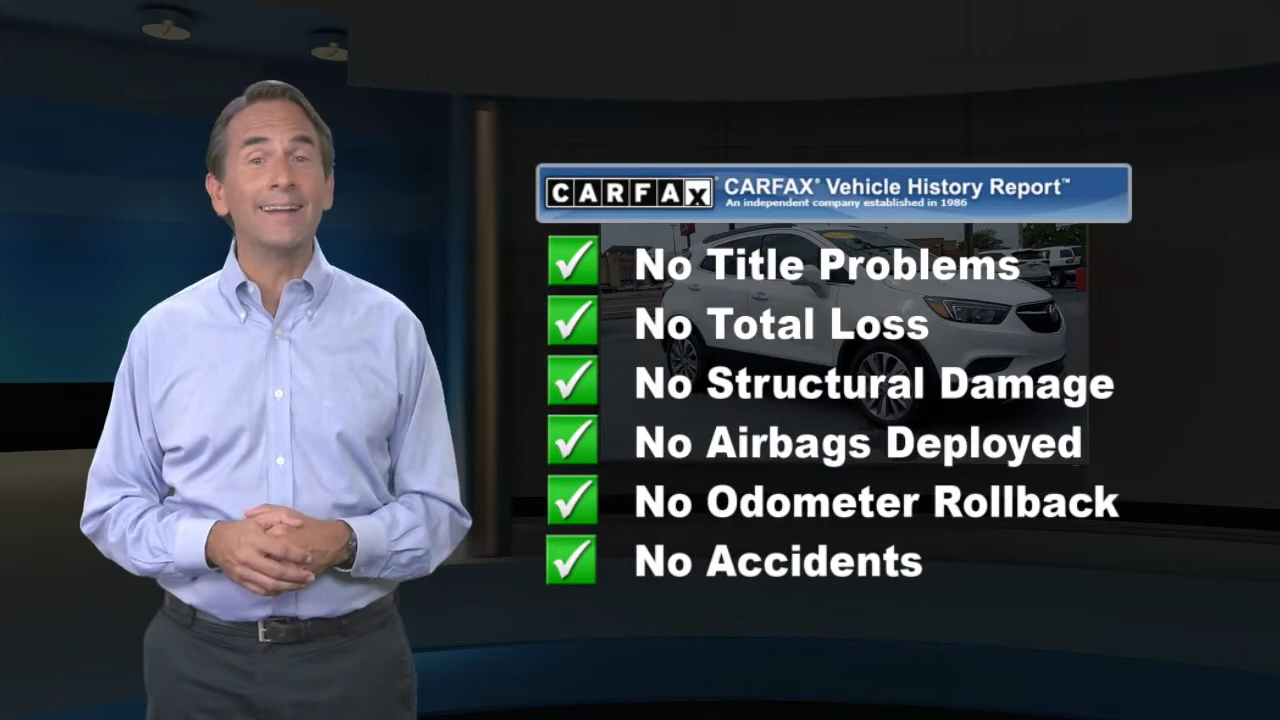 CARFAX® CARFAX® Vehicle History Report™
An independent company established in 1986
No Title Problems
No Total Loss
No Structural Damage
No Airbags Deployed
No Odometer Rollback
No Accidents